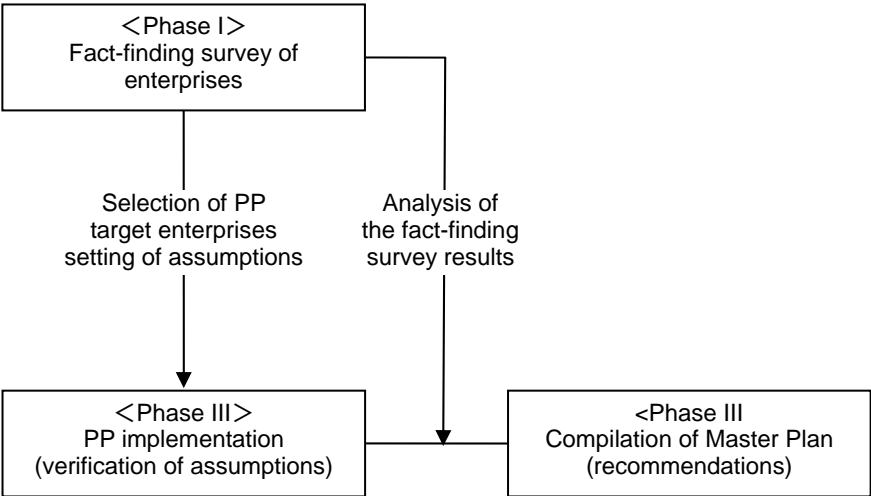 ＜Phase I＞
Fact-finding survey of
enterprises
Selection of PP
target enterprises
setting of assumptions
Analysis of
the fact-finding
survey results
＜Phase III＞
PP implementation
(verification of assumptions)
<Phase III
Compilation of Master Plan
(recommendations)